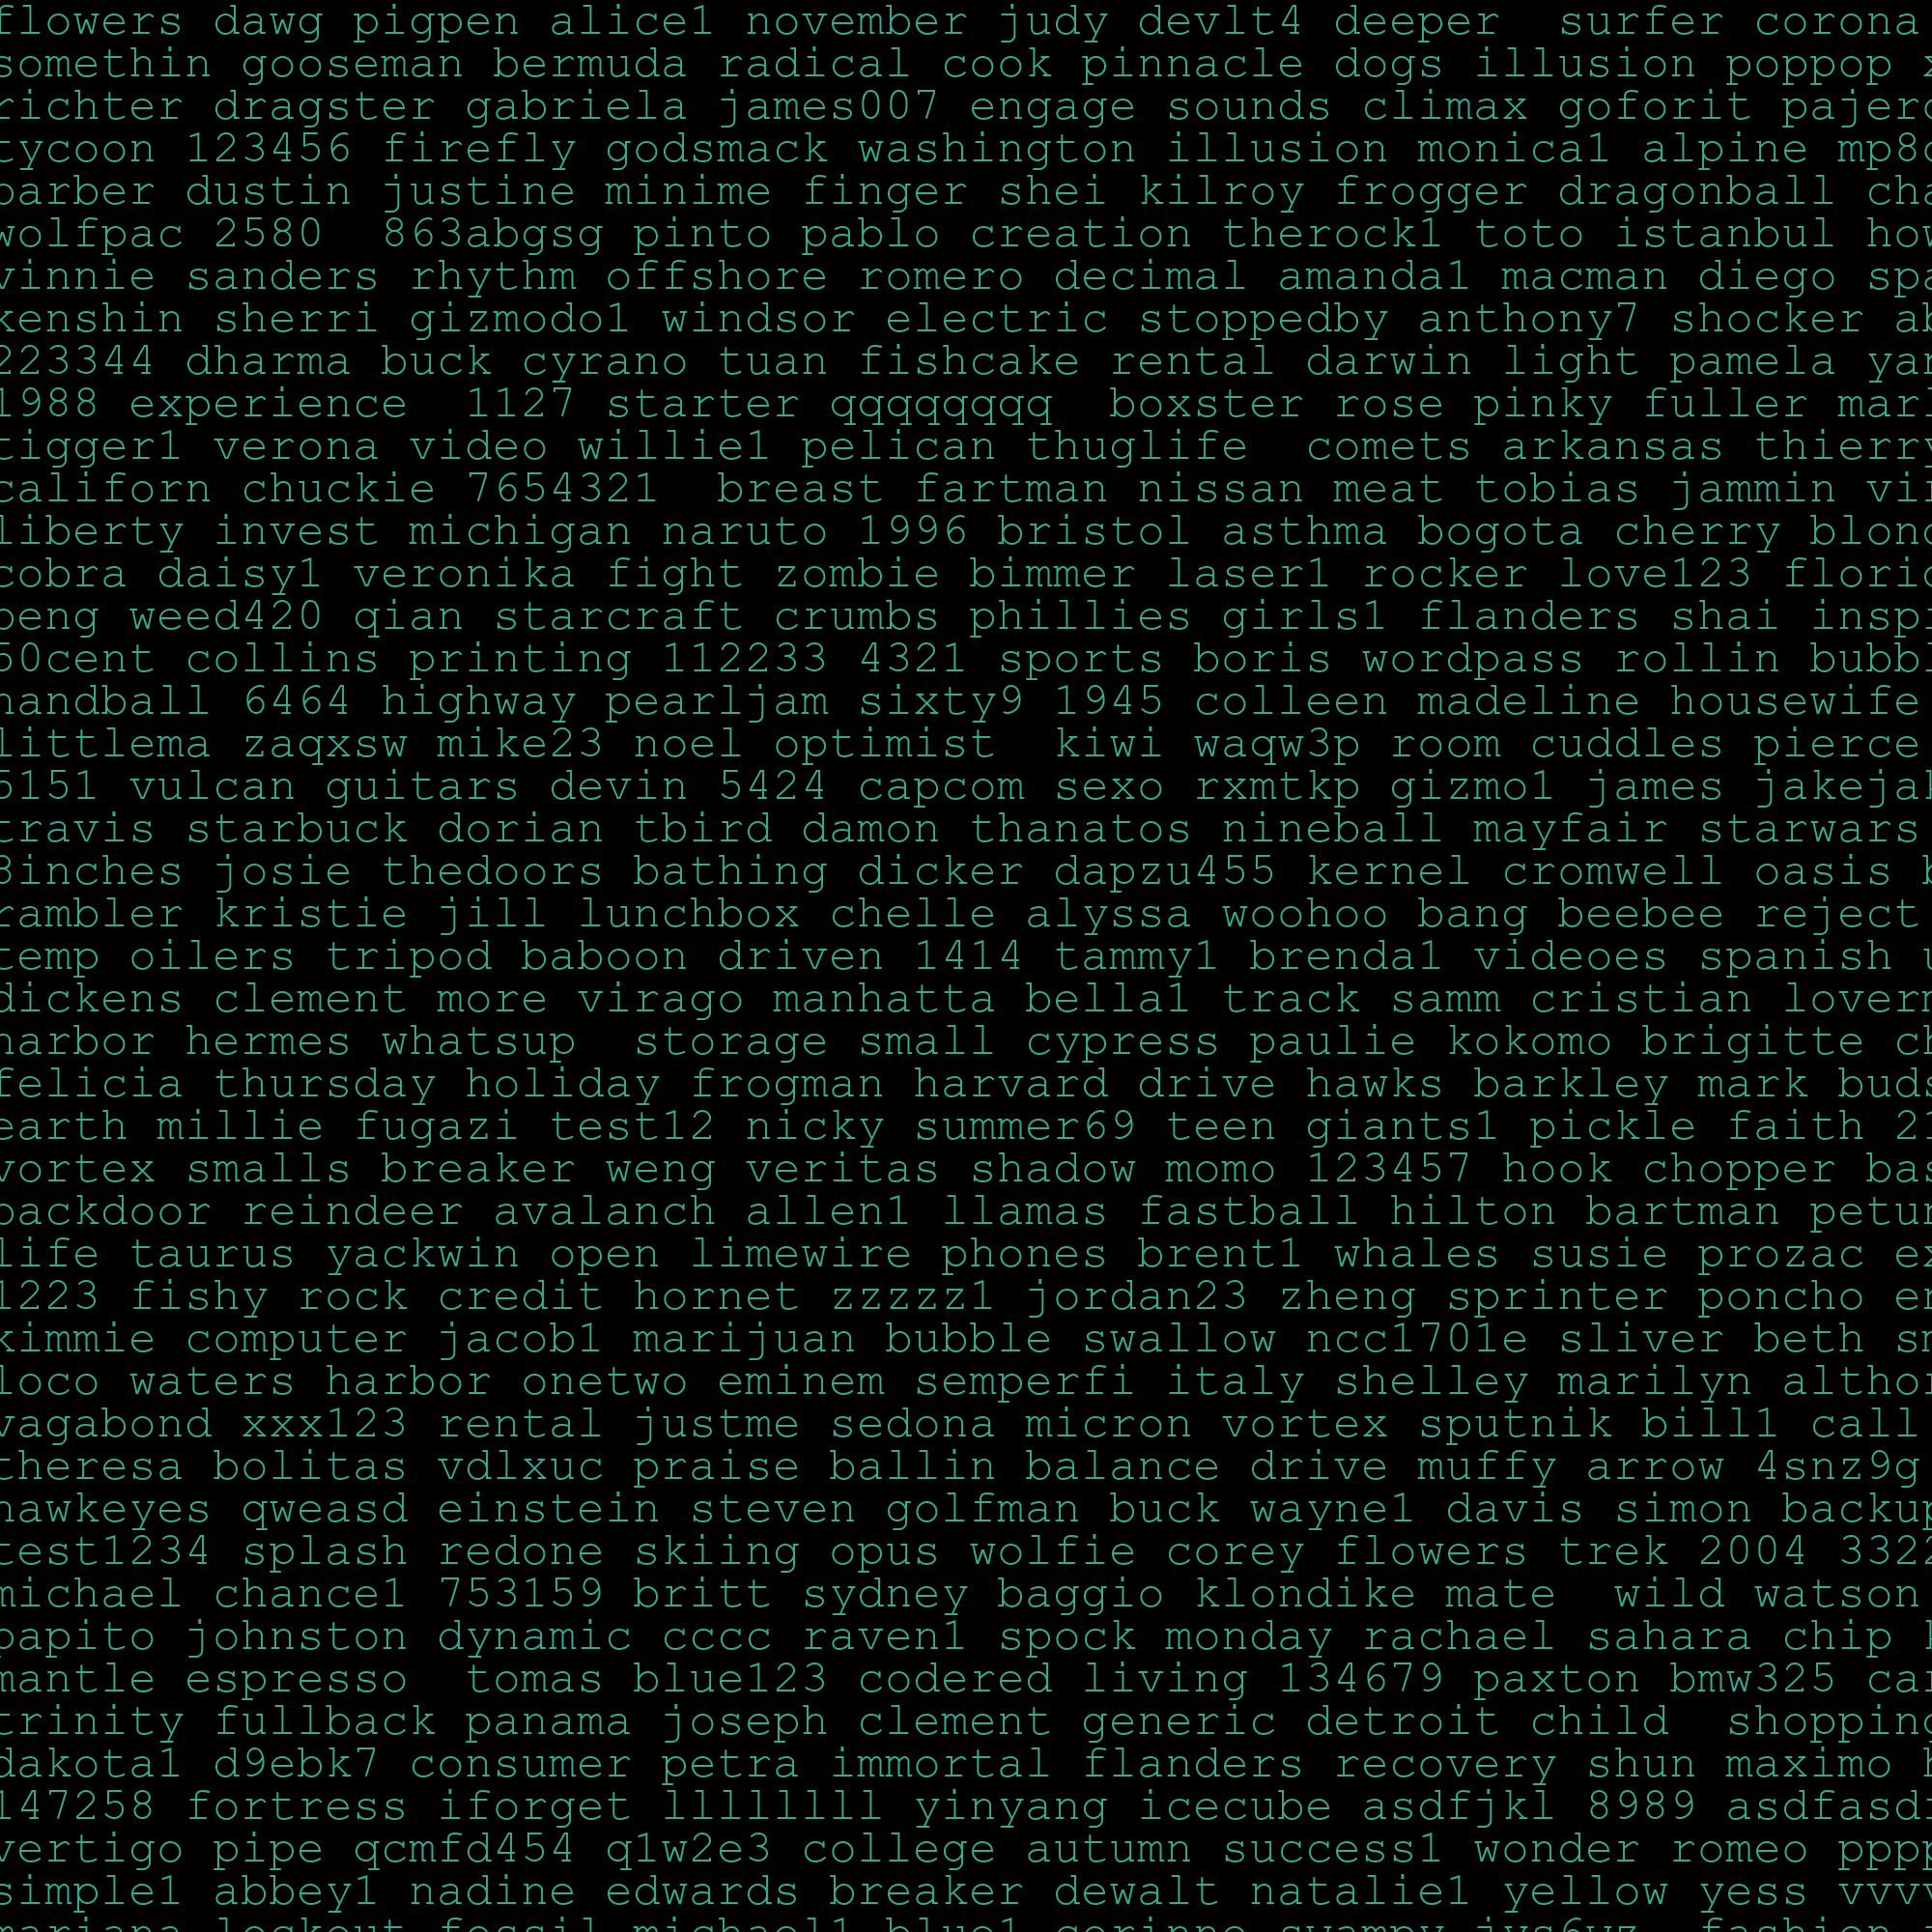 flowers dawg pigpen alice1 november judy devlt4 deeper  surfer corona
somethin gooseman bermuda radical cook pinnacle dogs illusion poppop
richter dragster gabriela james007 engage sounds climax goforit
tycoon 123456 firefly godsmack washington illusion monica1 alpine
barber dustin justine minime finger shei kilroy frogger dragonball
wolfpac 2580  863abgsg pinto pablo creation therock1 toto istanbul
vinnie sanders rhythm offshore romero decimal amanda1 macman diego
kenshin sherri gizmodo1 windsor electric stoppedby anthony7 shocker
223344 dharma buck cyrano tuan fishcake rental darwin light pamela
1988 experience  1127 starter qqqqqqqq  boxster rose pinky fuller
tigger1 verona video willie1 pelican thuglife  comets arkansas thierry
californ chuckie 7654321  breast fartman nissan meat tobias jammin
liberty invest michigan naruto 1996 bristol asthma bogota cherry
cobra daisy1 veronika fight zombie bimmer laser1 rocker love123
peng weed420 qian starcraft crumbs phillies girls1 flanders shai
50cent collins printing 112233 4321 sports boris wordpass rollin
handball 6464 highway pearljam sixty9 1945 colleen madeline housewife
littlema zaqxsw mike23 noel optimist  kiwi waqw3p room cuddles pierce
5151 vulcan guitars devin 5424 capcom sexo rxmtkp gizmo1 james
travis starbuck dorian tbird damon thanatos nineball mayfair starwars
8inches josie thedoors bathing dicker dapzu455 kernel cromwell oasis
rambler kristie jill lunchbox chelle alyssa woohoo bang beebee reject
temp oilers tripod baboon driven 1414 tammy1 brenda1 videoes spanish
dickens clement more virago manhatta bella1 track samm cristian
harbor hermes whatsup  storage small cypress paulie kokomo brigitte
felicia thursday holiday frogman harvard drive hawks barkley mark
earth millie fugazi test12 nicky summer69 teen giants1 pickle faith
vortex smalls breaker weng veritas shadow momo 123457 hook chopper
backdoor reindeer avalanch allen1 llamas fastball hilton bartman
life taurus yackwin open limewire phones brent1 whales susie prozac
1223 fishy rock credit hornet zzzzz1 jordan23 zheng sprinter poncho
kimmie computer jacob1 marijuan bubble swallow ncc1701e sliver beth
loco waters harbor onetwo eminem semperfi italy shelley marilyn
vagabond xxx123 rental justme sedona micron vortex sputnik bill1 call
theresa bolitas vdlxuc praise ballin balance drive muffy arrow 4snz9g
hawkeyes qweasd einstein steven golfman buck wayne1 davis simon backup
test1234 splash redone skiing opus wolfie corey flowers trek 2004
michael chance1 753159 britt sydney baggio klondike mate  wild watson
papito johnston dynamic cccc raven1 spock monday rachael sahara chip
mantle espresso  tomas blue123 codered living 134679 paxton bmw325
trinity fullback panama joseph clement generic detroit child  shopping
dakota1 d9ebk7 consumer petra immortal flanders recovery shun maximo
147258 fortress iforget llllllll yinyang icecube asdfjkl 8989
vertigo pipe qcmfd454 q1w2e3 college autumn success1 wonder romeo
simple1 abbey1 nadine edwards breaker dewalt natalie1 yellow yess
mariana lockout fossil michael1 blue1 corinne swampy